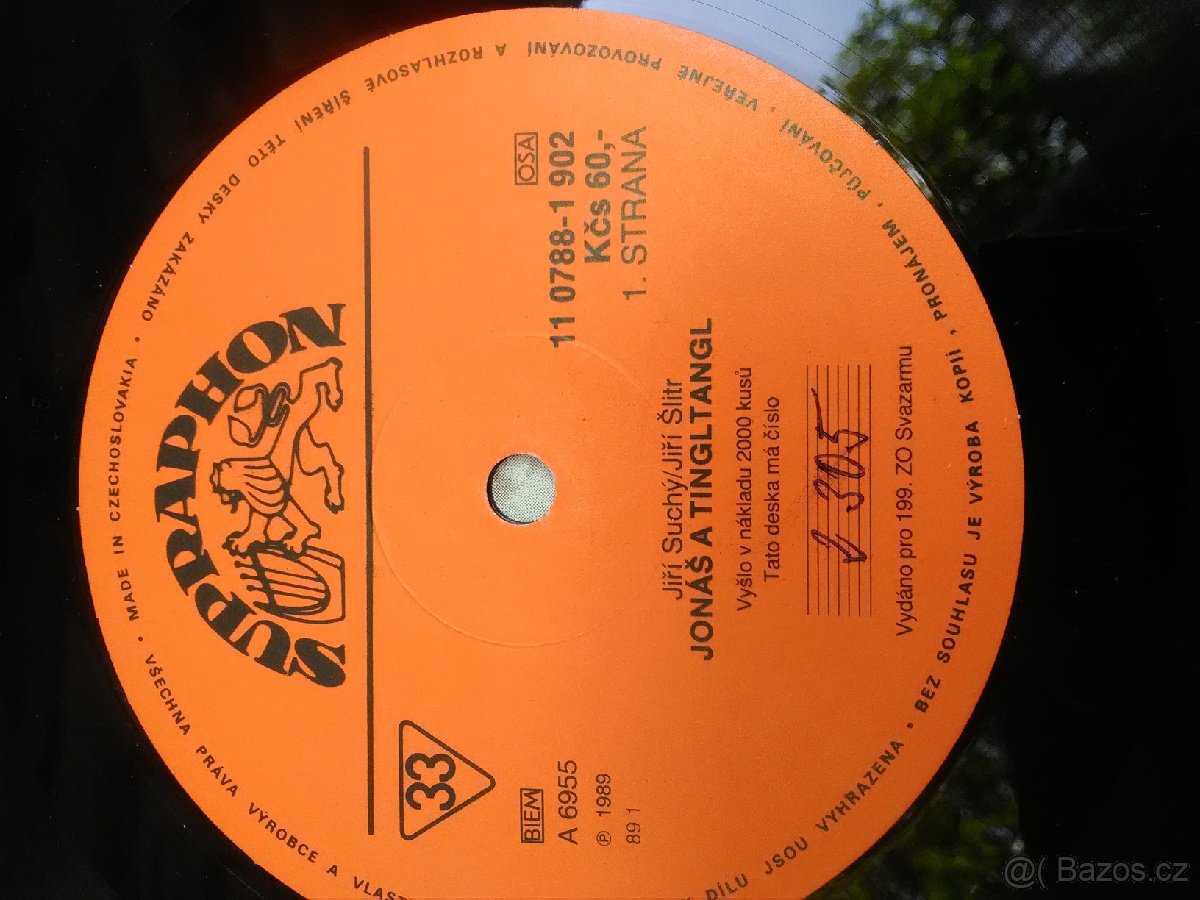 SUPRAPHON
33
BIEM
A 6955
℗ 1989
89 1
OSA
11 0788-1 902
Kčs 60,-
1. STRANA
Jiří Suchý/Jiří Šlitr
JONÁŠ A TINGLTANGL
Vyšlo v nákladu 2000 kusů
Tato deska má číslo
305
Vydáno pro 199. ZO Svazarmu
• MADE IN CZECHOSLOVAKIA • VŠECHNA PRÁVA VÝROBCE A VLAST
DÍLU JSOU VYHRAZENA • BEZ SOUHLASU JE VÝROBA KOPIÍ, PRONÁJEM, PŮJČOVÁNÍ, VEŘEJNÉ PROVOZOVÁNÍ A ROZHLASOVÉ ŠÍŘENÍ TÉTO DESKY ZAKÁZÁNO
@( Bazos.cz